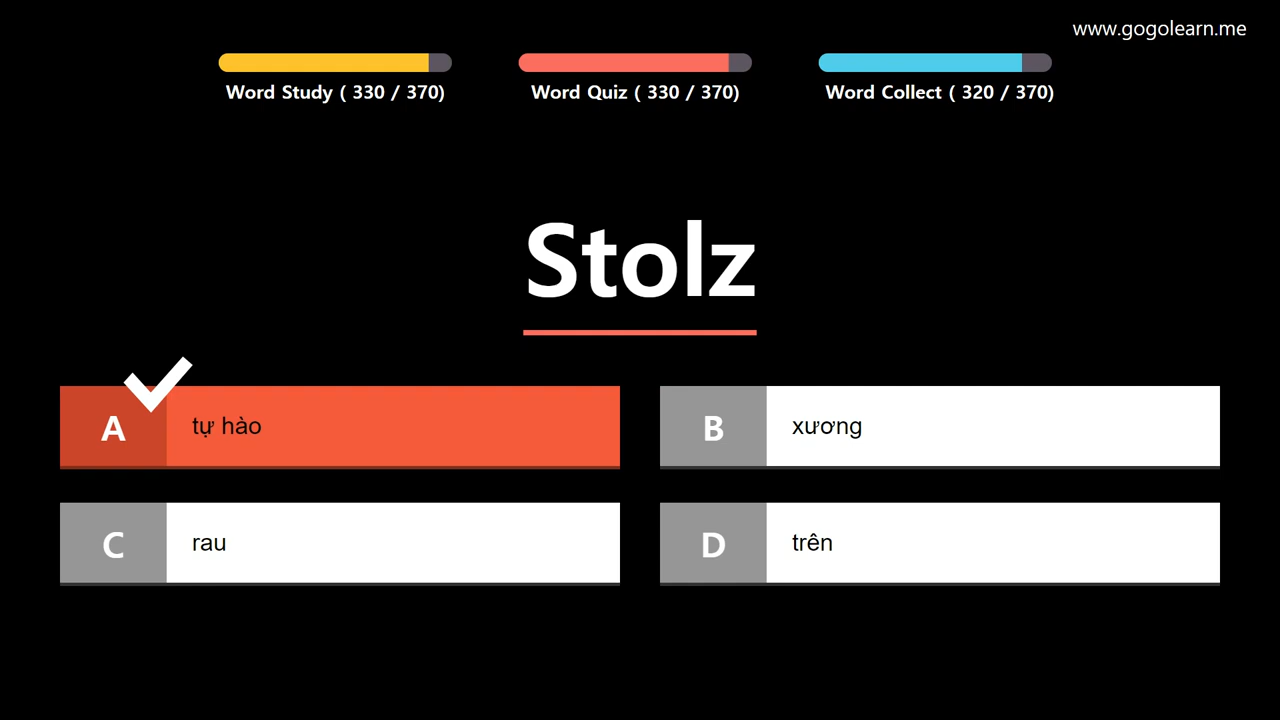 www.gogolearn.me
Word Study ( 330 / 370)
Word Quiz ( 330 / 370)
Word Collect ( 320 / 370)
Stolz
A
tự hào
B
xương
C
rau
D
trên